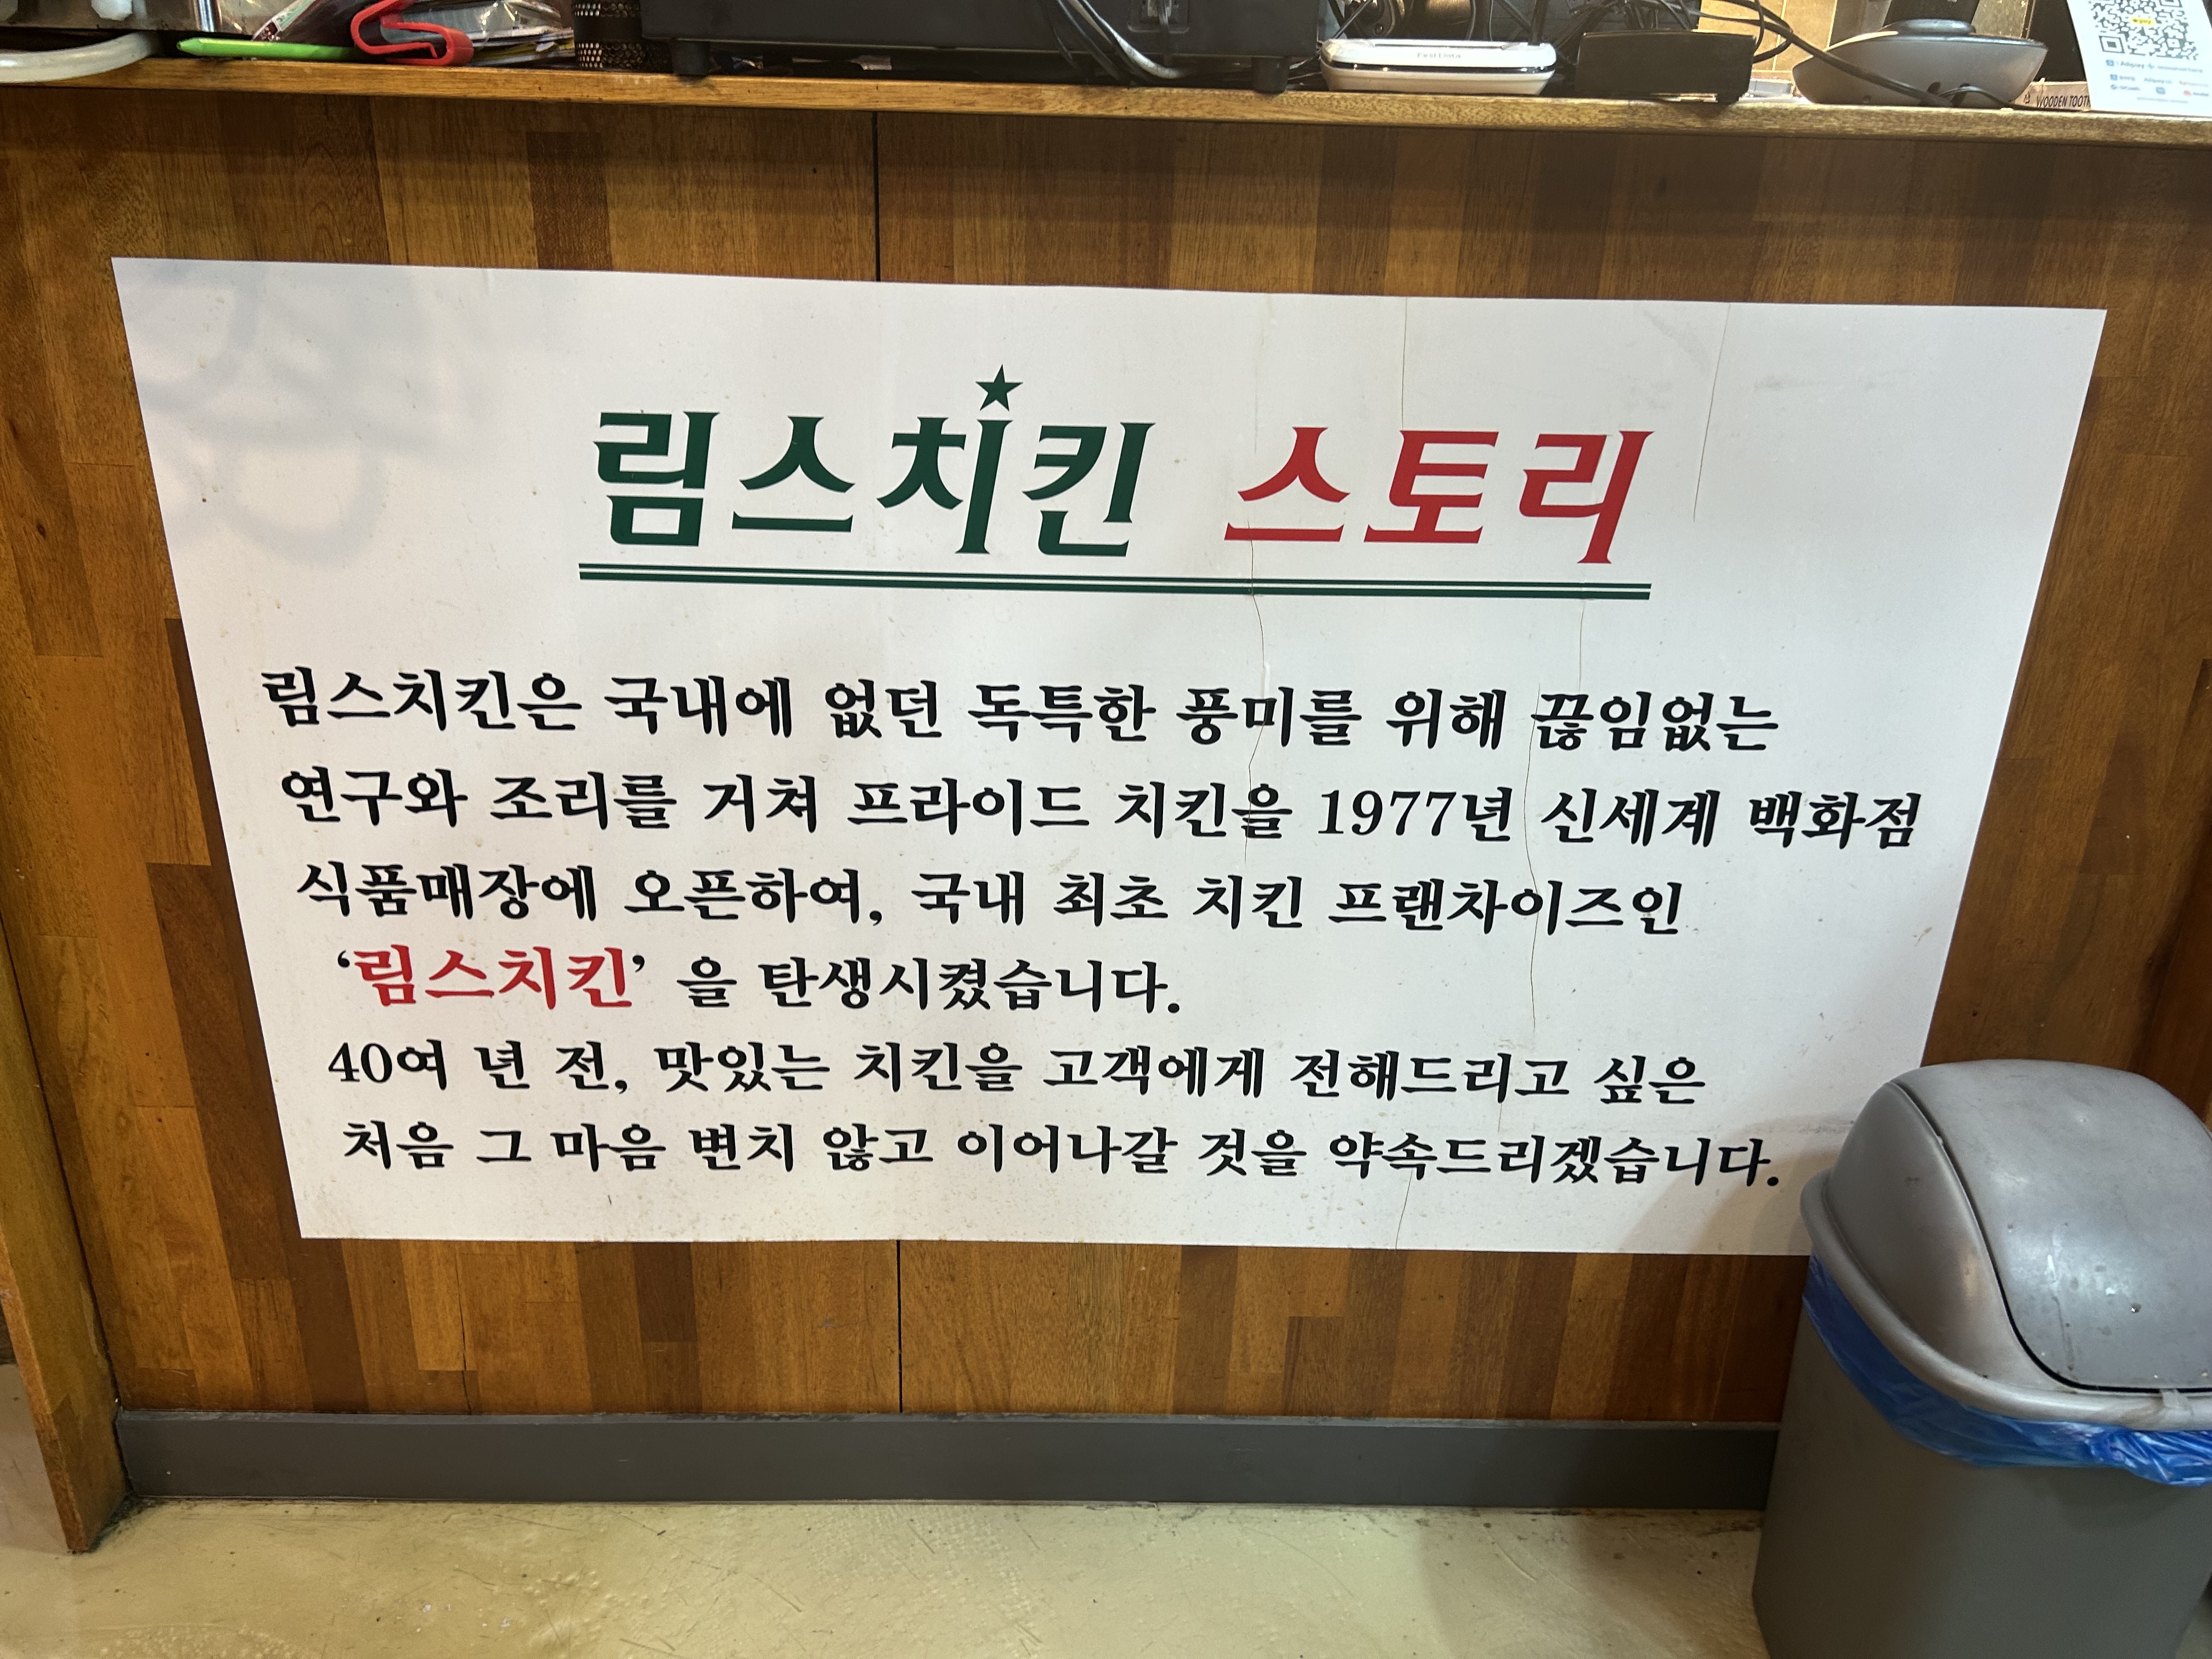 FirstData
WOODEN TOOTH
림스치킨 스토리
림스치킨은 국내에 없던 독특한 풍미를 위해 끊임없는
연구와 조리를 거쳐 프라이드 치킨을 1977년 신세계 백화점
식품매장에 오픈하여, 국내 최초 치킨 프랜차이즈인
‘림스치킨’ 을 탄생시켰습니다.
40여 년 전, 맛있는 치킨을 고객에게 전해드리고 싶은
처음 그 마음 변치 않고 이어나갈 것을 약속드리겠습니다.